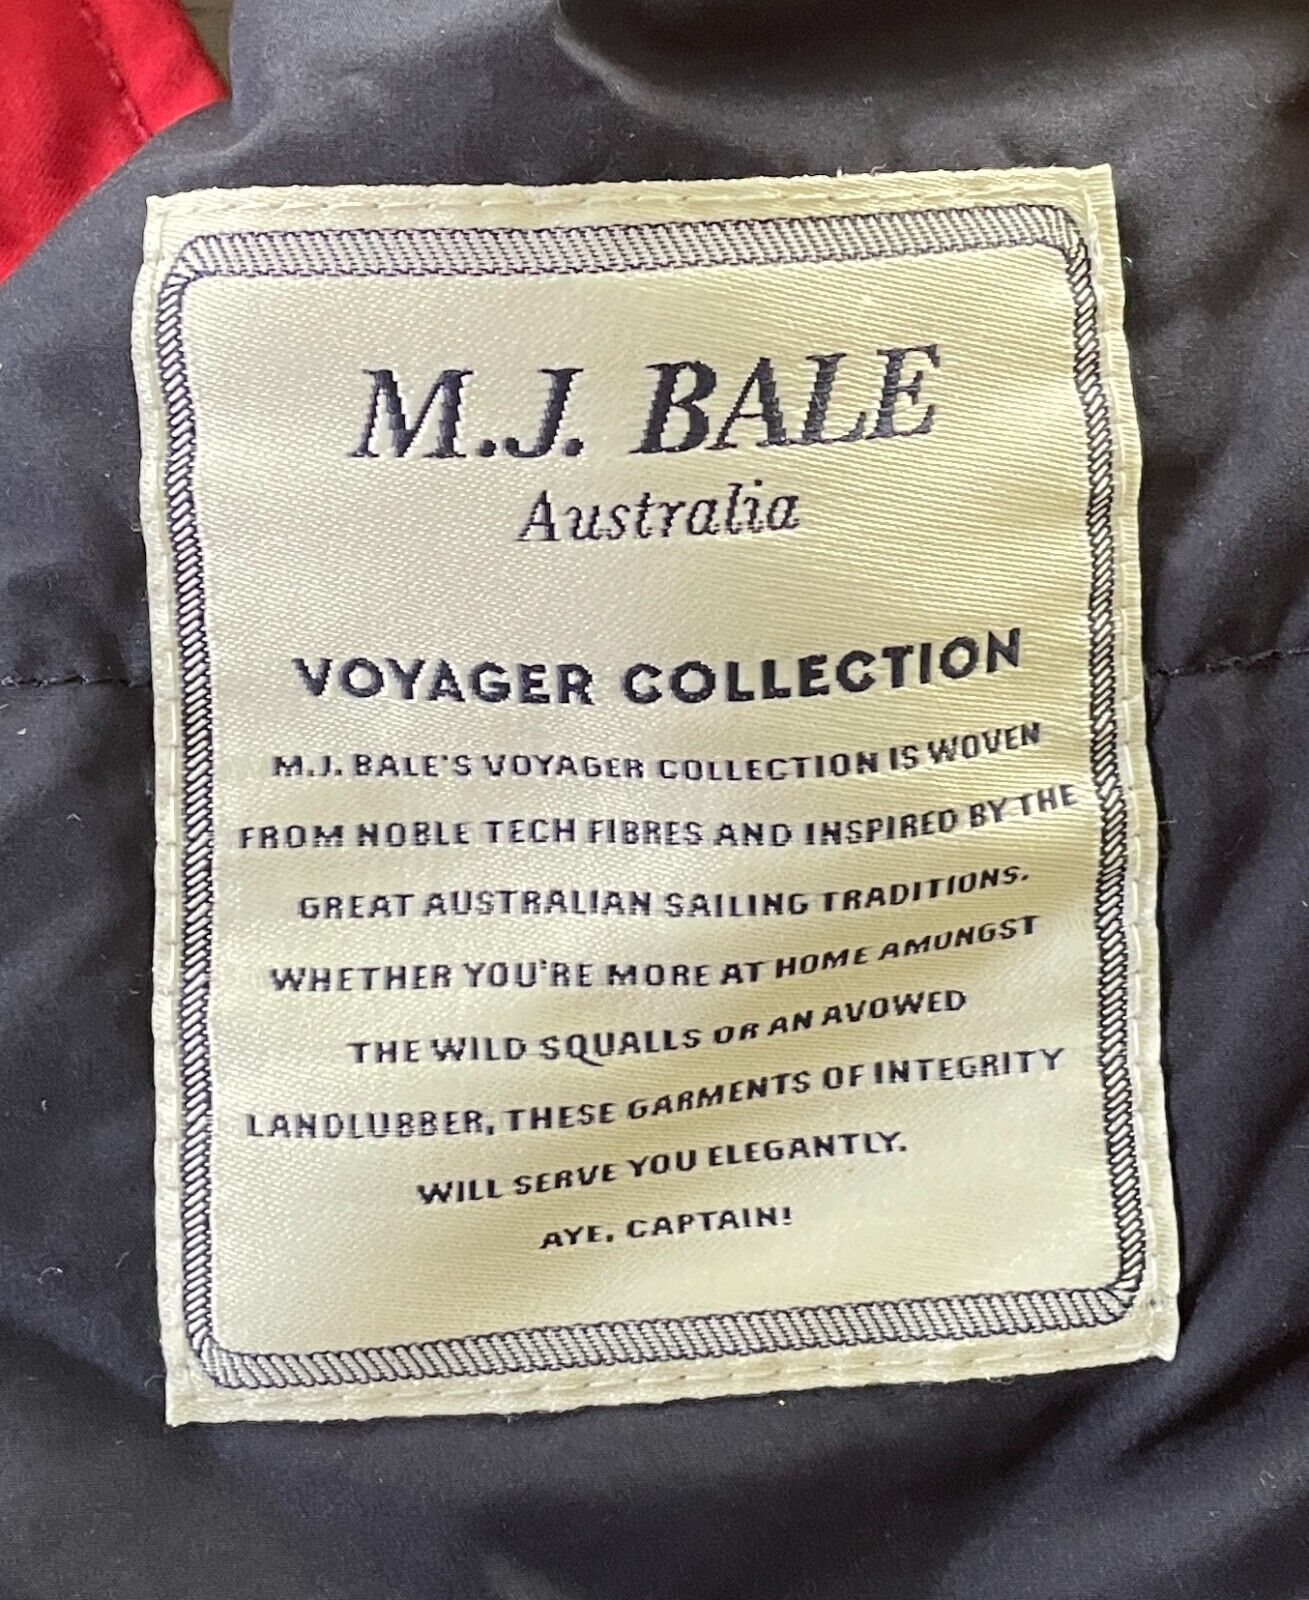 M.J. BALE
Australia
VOYAGER COLLECTION
M.J. BALE'S VOYAGER COLLECTION IS WOVEN
FROM NOBLE TECH FIBRES AND INSPIRED BY THE
GREAT AUSTRALIAN SAILING TRADITIONS.
WHETHER YOU'RE MORE AT HOME AMUNGST
THE WILD SQUALLS OR AN AVOWED
LANDLUBBER, THESE GARMENTS OF INTEGRITY
WILL SERVE YOU ELEGANTLY.
AYE, CAPTAIN!